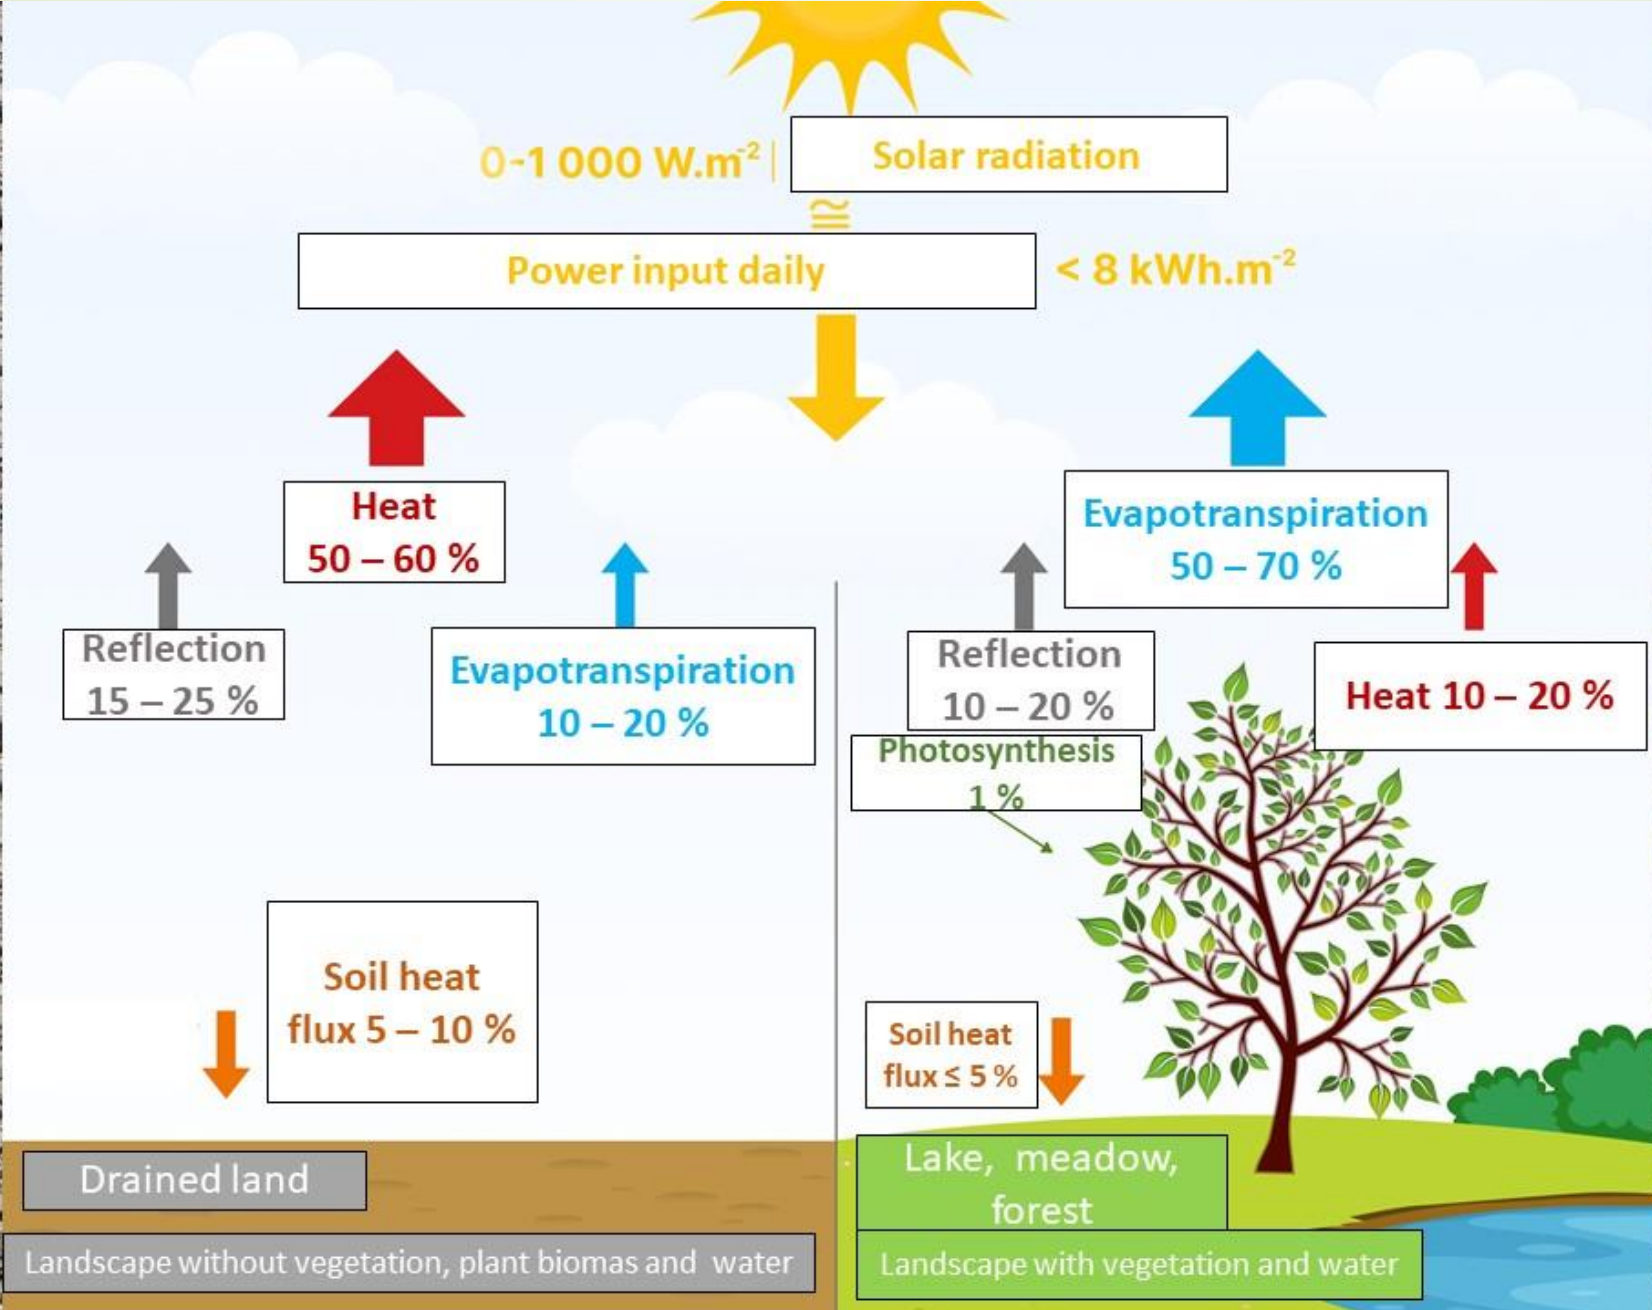 0-1 000 W.m-2 | Solar radiation
≅
Power input daily < 8 kWh.m-2
Heat
50 – 60 %
Reflection
15 – 25 %
Evapotranspiration
10 – 20 %
Soil heat
flux 5 – 10 %
Drained land
Landscape without vegetation, plant biomas and water
Evapotranspiration
50 – 70 %
Reflection
10 – 20 %
Heat 10 – 20 %
Photosynthesis
1 %
Soil heat
flux ≤ 5 %
Lake, meadow,
forest
Landscape with vegetation and water